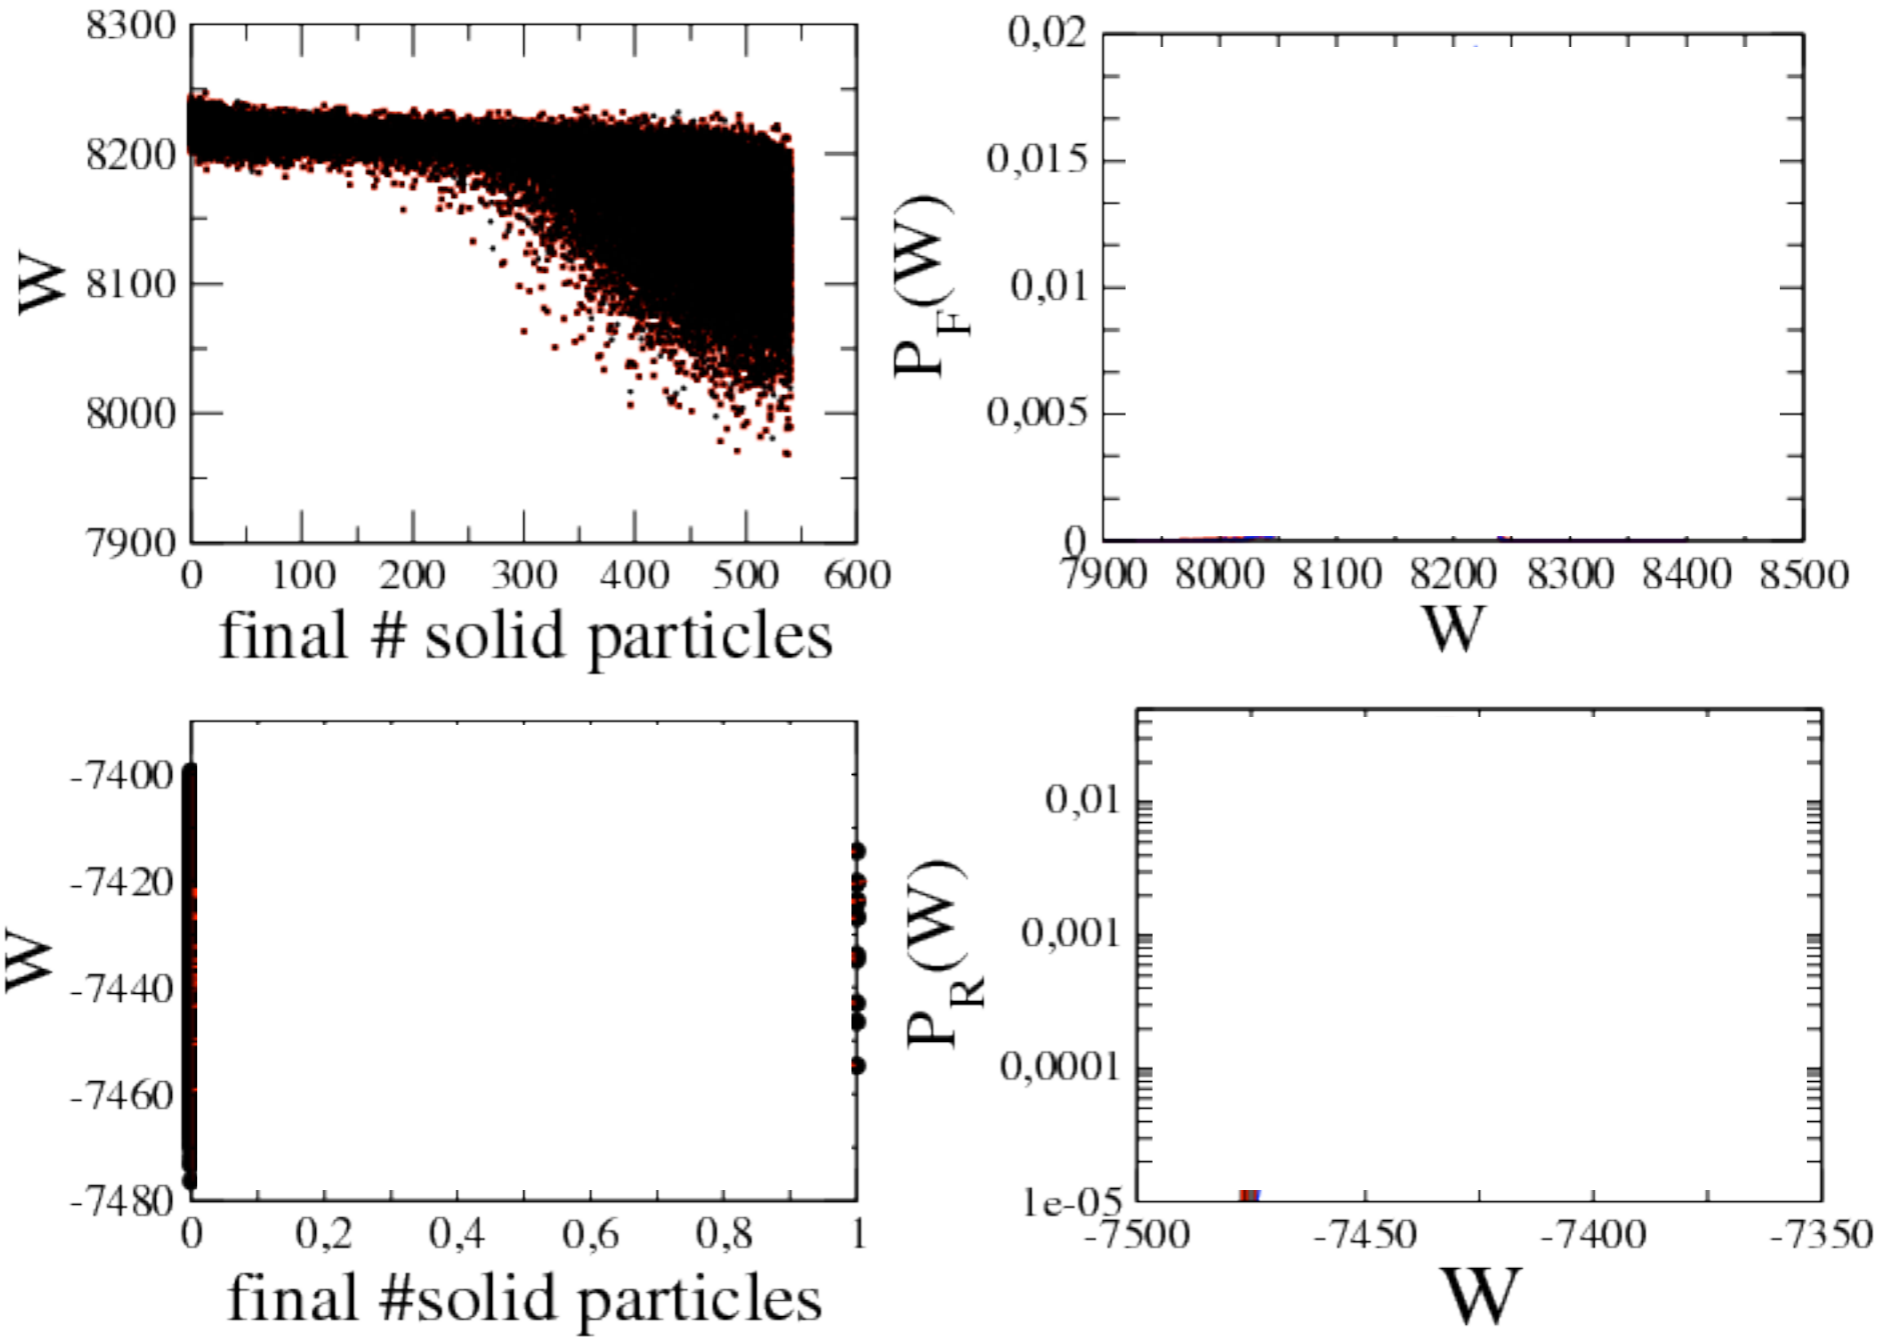 8300
8200
8100
8000
7900
W
0 100 200 300 400 500 600
final # solid particles
0,02
0,015
0,01
0,005
0
P_F(W)
7900 8000 8100 8200 8300 8400 8500
W
-7400
-7420
-7440
-7460
-7480
W
0 0,2 0,4 0,6 0,8 1
final #solid particles
0,01
0,001
0,0001
1e-05
P_R(W)
-7500 -7450 -7400 -7350
W